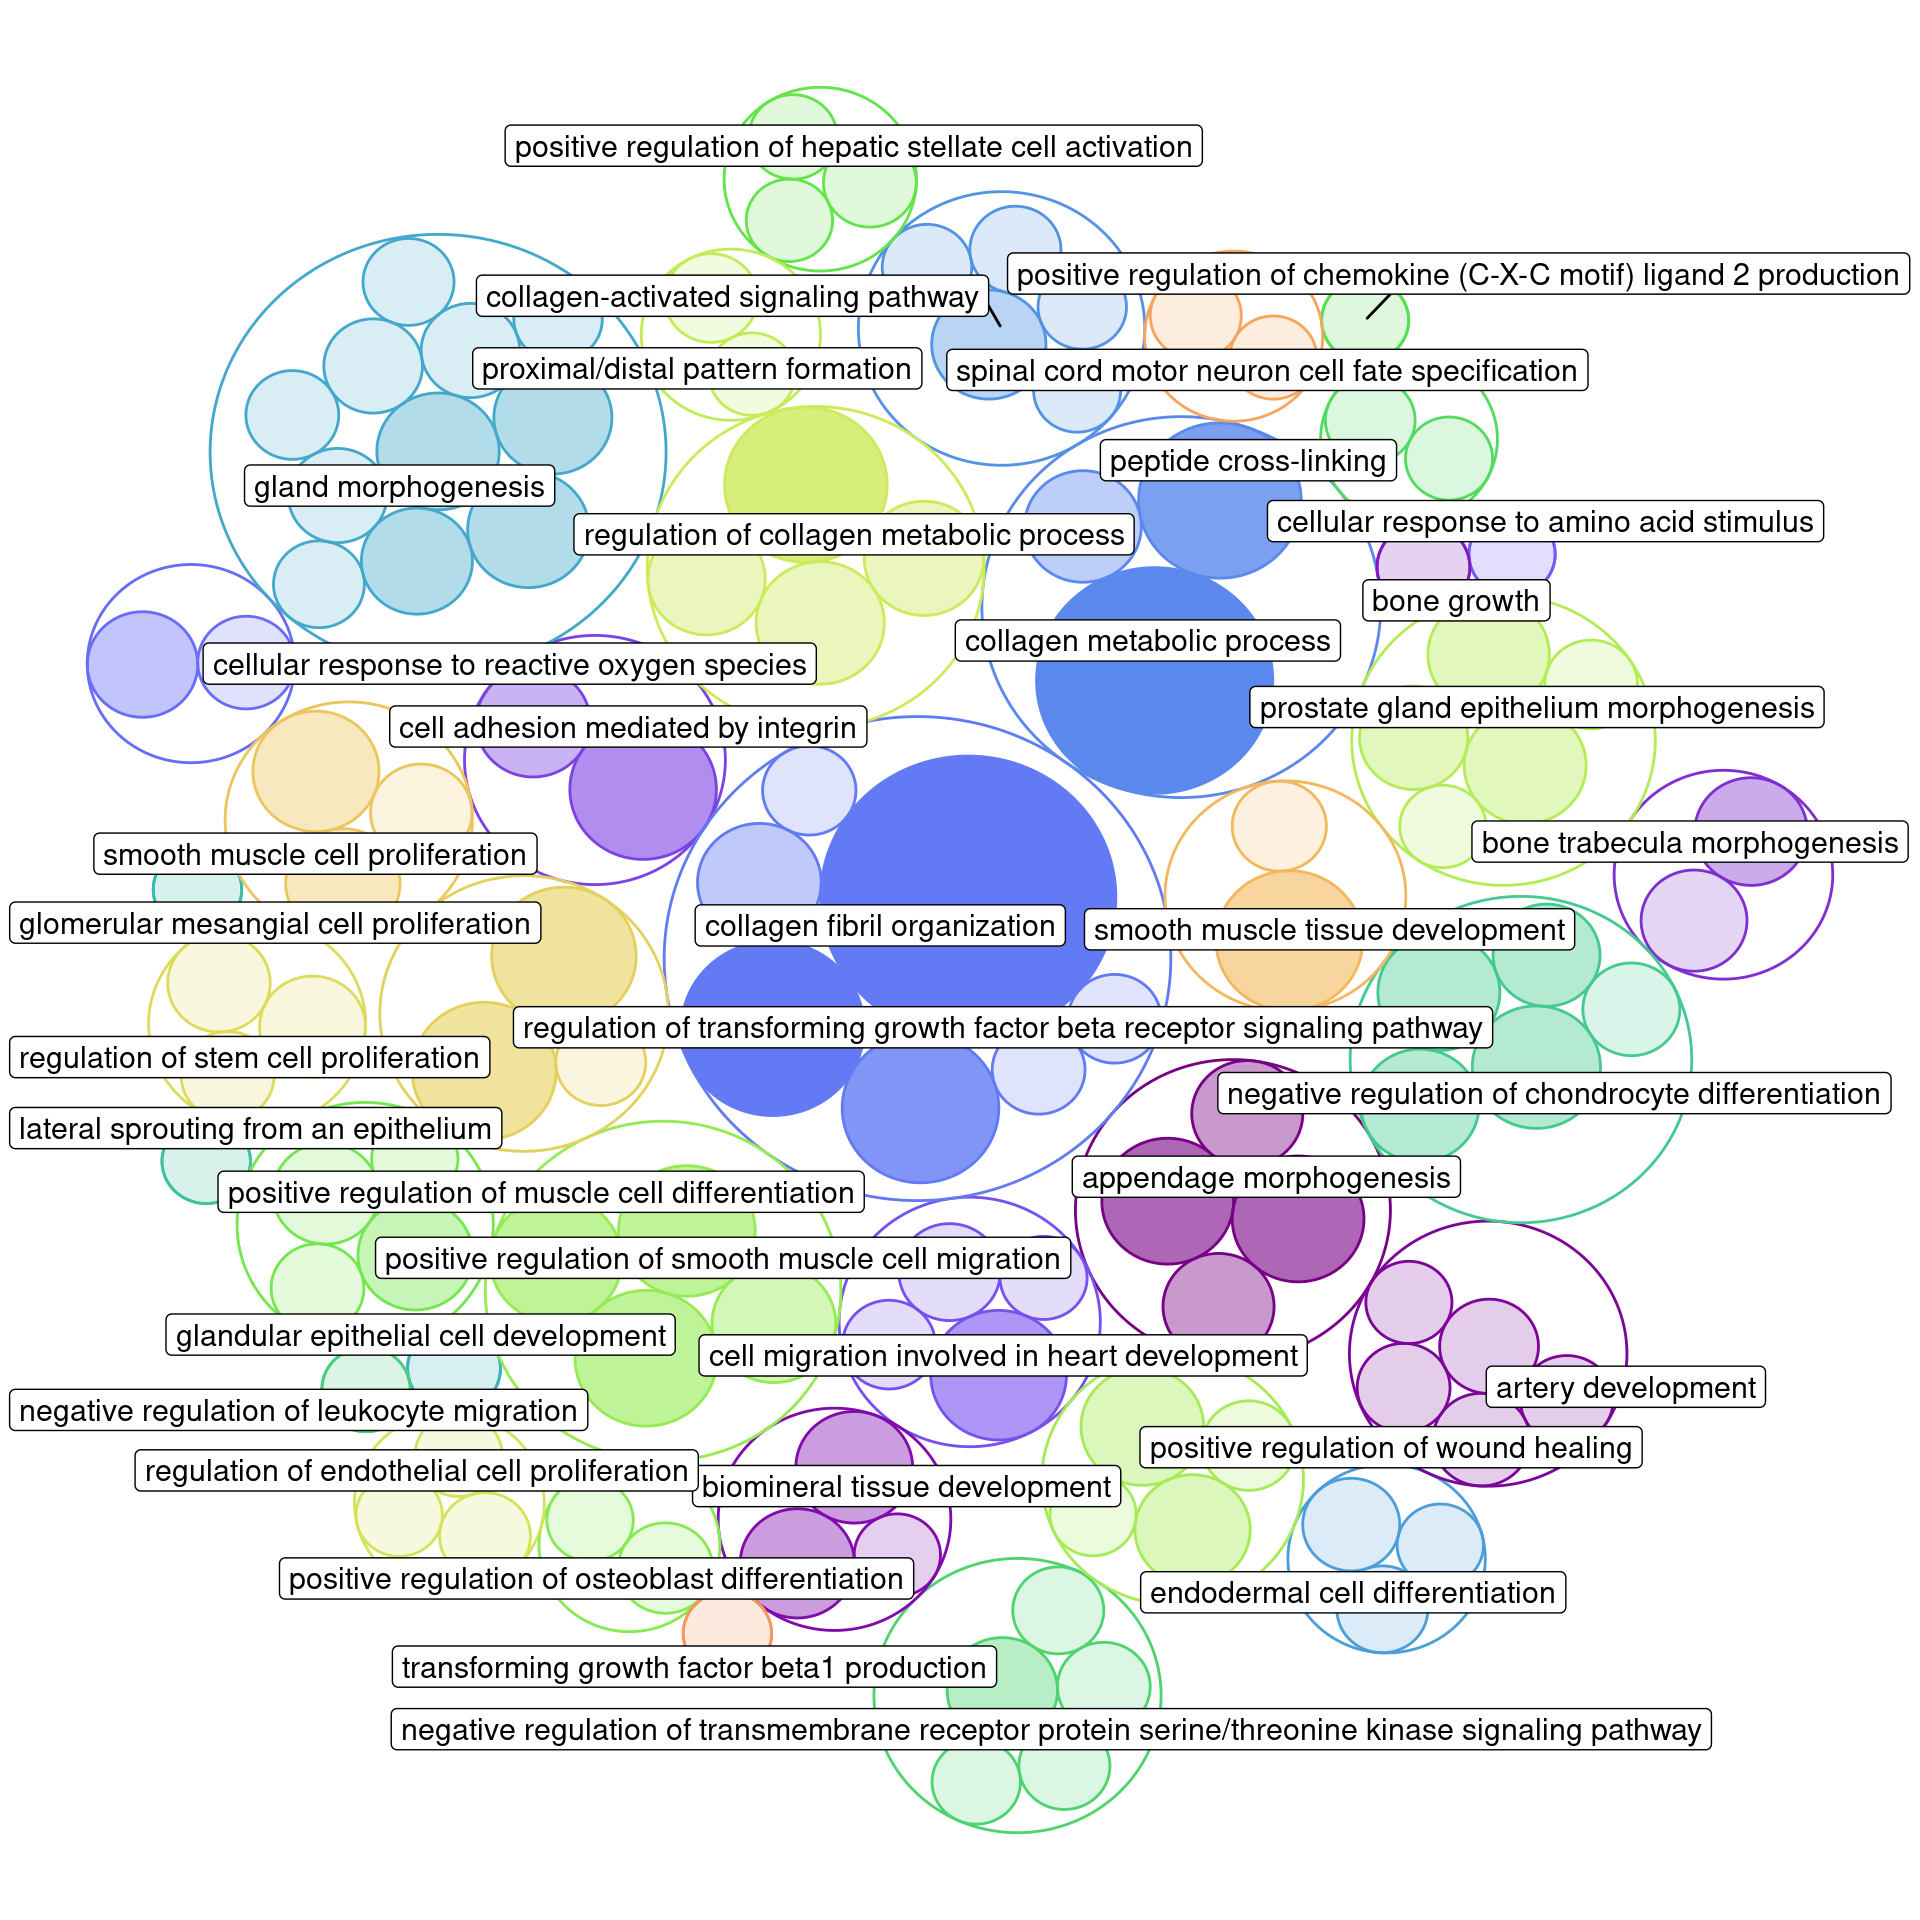 positive regulation of hepatic stellate cell activation
positive regulation of chemokine (C-X-C motif) ligand 2 production
collagen-activated signaling pathway
proximal/distal pattern formation
spinal cord motor neuron cell fate specification
peptide cross-linking
gland morphogenesis
cellular response to amino acid stimulus
regulation of collagen metabolic process
bone growth
collagen metabolic process
cellular response to reactive oxygen species
prostate gland epithelium morphogenesis
cell adhesion mediated by integrin
bone trabecula morphogenesis
smooth muscle cell proliferation
glomerular mesangial cell proliferation
collagen fibril organization
smooth muscle tissue development
regulation of transforming growth factor beta receptor signaling pathway
regulation of stem cell proliferation
negative regulation of chondrocyte differentiation
lateral sprouting from an epithelium
appendage morphogenesis
positive regulation of muscle cell differentiation
positive regulation of smooth muscle cell migration
glandular epithelial cell development
cell migration involved in heart development
artery development
negative regulation of leukocyte migration
positive regulation of wound healing
regulation of endothelial cell proliferation
biomineral tissue development
positive regulation of osteoblast differentiation
endodermal cell differentiation
transforming growth factor beta1 production
negative regulation of transmembrane receptor protein serine/threonine kinase signaling pathway